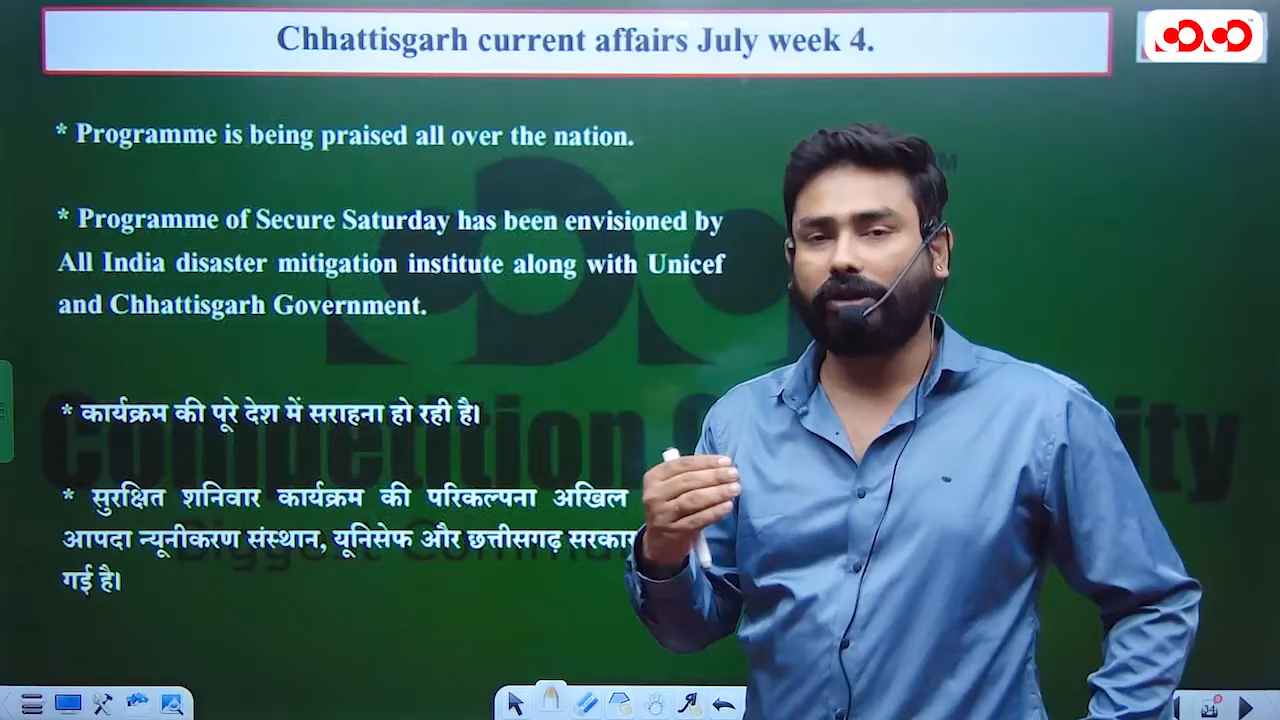 Chhattisgarh current affairs July week 4.
* Programme is being praised all over the nation.
* Programme of Secure Saturday has been envisioned by
All India disaster mitigation institute along with Unicef
and Chhattisgarh Government.
* कार्यक्रम की पूरे देश में सराहना हो रही है।
* सुरक्षित शनिवार कार्यक्रम की परिकल्पना अखिल
आपदा न्यूनीकरण संस्थान, यूनिसेफ और छत्तीसगढ़ सरकार
गई है।
Competition
34